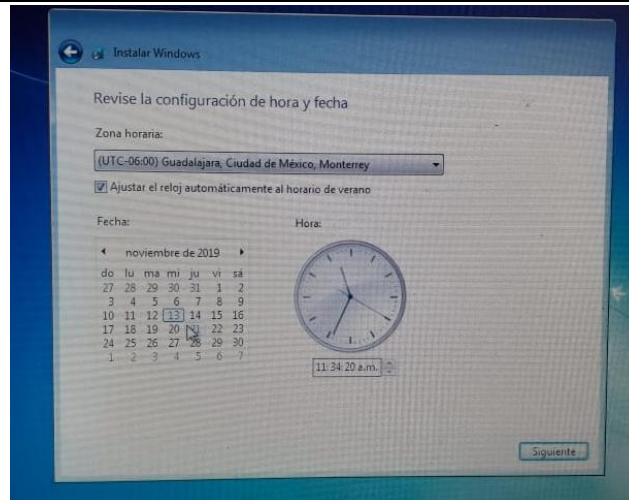 Instalar Windows
Revise la configuración de hora y fecha
Zona horaria:
(UTC-06:00) Guadalajara, Ciudad de México, Monterrey
Ajustar el reloj automáticamente al horario de verano
Fecha:
Hora:
noviembre de 2019
do lu ma mi ju vi sá
27 28 29 30 31 1 2
3 4 5 6 7 8 9
10 11 12 13 14 15 16
17 18 19 20 21 22 23
24 25 26 27 28 29 30
1 2 3 4 5 6 7
11:34:20 a.m.
Siguiente